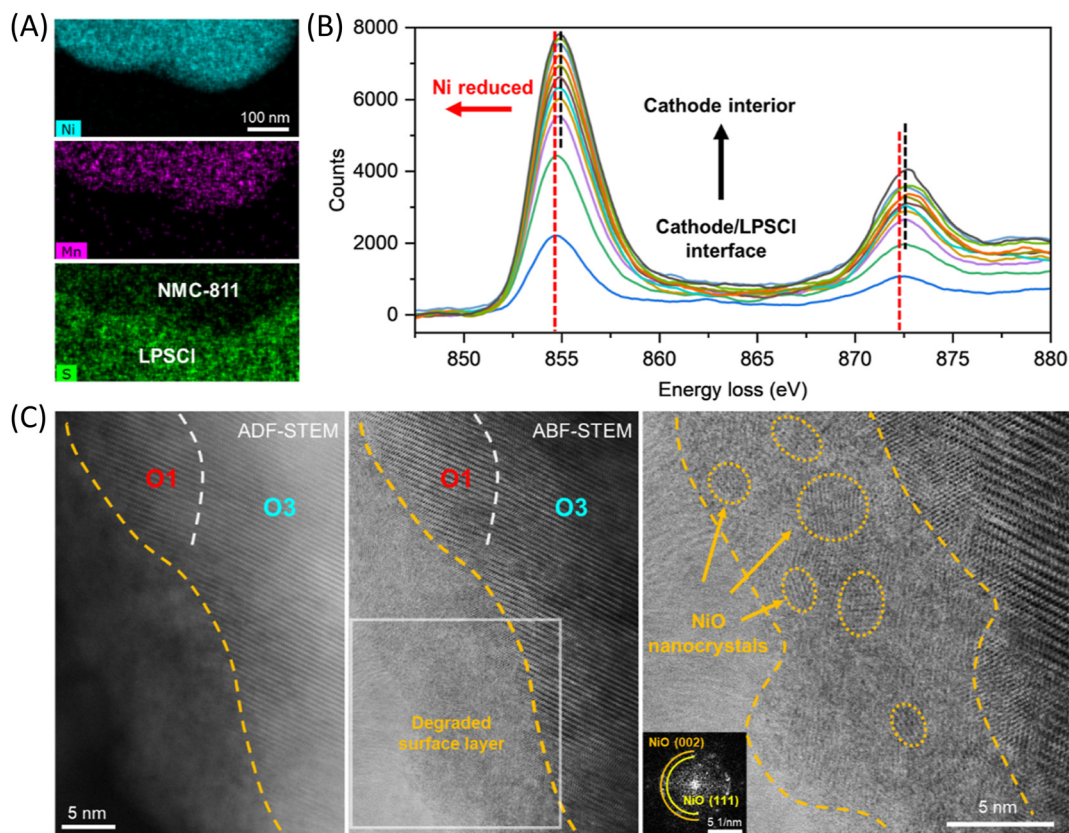 (A)
Ni
100 nm
Mn
NMC-811
LPSCl
S
(B)
8000
6000
4000
2000
0
Counts
Ni reduced
Cathode interior
Cathode/LPSCl
interface
850
855
860
865
870
875
880
Energy loss (eV)
(C)
ADF-STEM
O1
O3
5 nm
ABF-STEM
O1
O3
Degraded
surface layer
NiO
nanocrystals
NiO (002)
NiO (111)
5 1/nm
5 nm